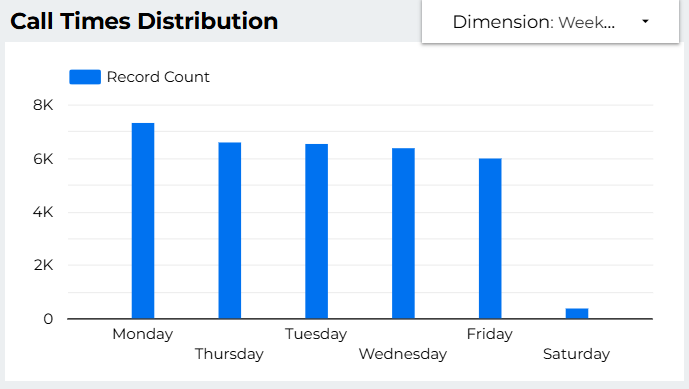 Call Times Distribution
Dimension: Week...
Record Count
8K
6K
4K
2K
0
Monday
Thursday
Tuesday
Wednesday
Friday
Saturday